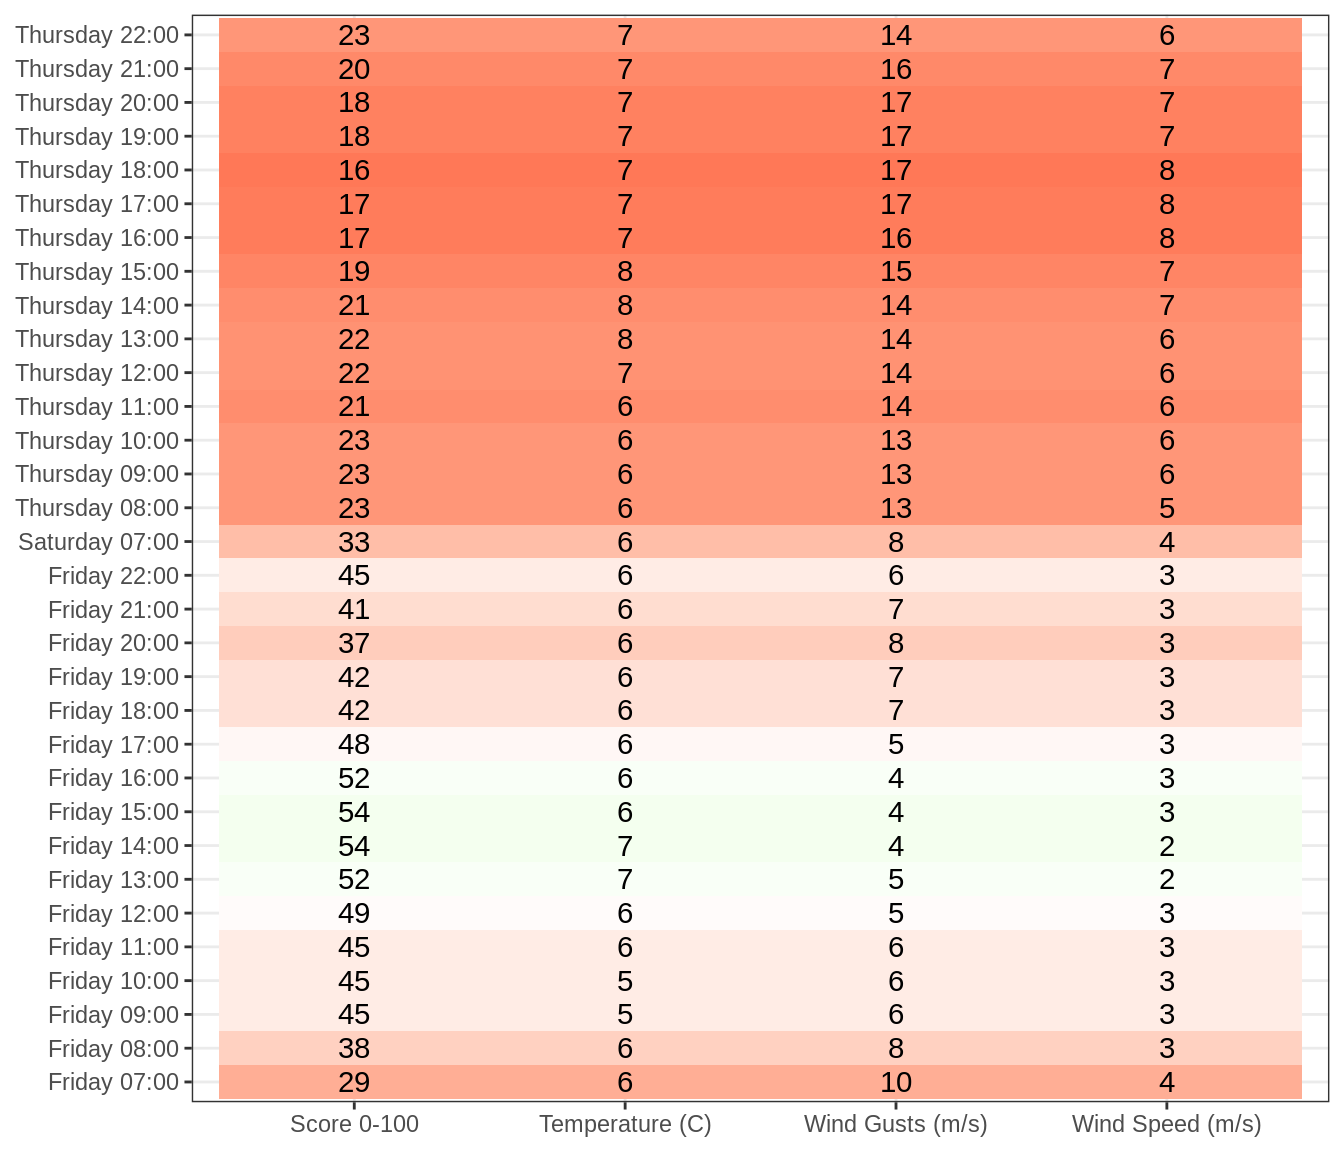 Thursday 22:00 23 7 14 6
Thursday 21:00 20 7 16 7
Thursday 20:00 18 7 17 7
Thursday 19:00 18 7 17 7
Thursday 18:00 16 7 17 8
Thursday 17:00 17 7 17 8
Thursday 16:00 17 7 16 8
Thursday 15:00 19 8 15 7
Thursday 14:00 21 8 14 7
Thursday 13:00 22 8 14 6
Thursday 12:00 22 7 14 6
Thursday 11:00 21 6 14 6
Thursday 10:00 23 6 13 6
Thursday 09:00 23 6 13 6
Thursday 08:00 23 6 13 5
Saturday 07:00 33 6 8 4
Friday 22:00 45 6 6 3
Friday 21:00 41 6 7 3
Friday 20:00 37 6 8 3
Friday 19:00 42 6 7 3
Friday 18:00 42 6 7 3
Friday 17:00 48 6 5 3
Friday 16:00 52 6 4 3
Friday 15:00 54 6 4 3
Friday 14:00 54 7 4 2
Friday 13:00 52 7 5 2
Friday 12:00 49 6 5 3
Friday 11:00 45 6 6 3
Friday 10:00 45 5 6 3
Friday 09:00 45 5 6 3
Friday 08:00 38 6 8 3
Friday 07:00 29 6 10 4
Score 0-100 Temperature (C) Wind Gusts (m/s) Wind Speed (m/s)